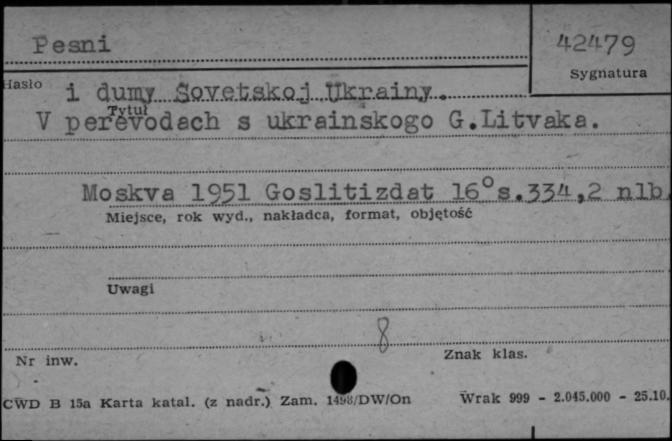 Pesni
42479
Sygnatura
Hasło
i dumy Sovetskoj Ukrainy.
Tytuł
V perevodach s ukrainskogo G.Litvaka.
Moskva 1951 Goslitizdat 16°s.334,2 nlb.
Miejsce, rok wyd., nakładca, format, objętość
Uwagi
8
Nr inw.
Znak klas.
CWD B 15a Karta katal. (z nadr.) Zam. 1498/DW/On
Wrak 999 - 2.045.000 - 25.10.